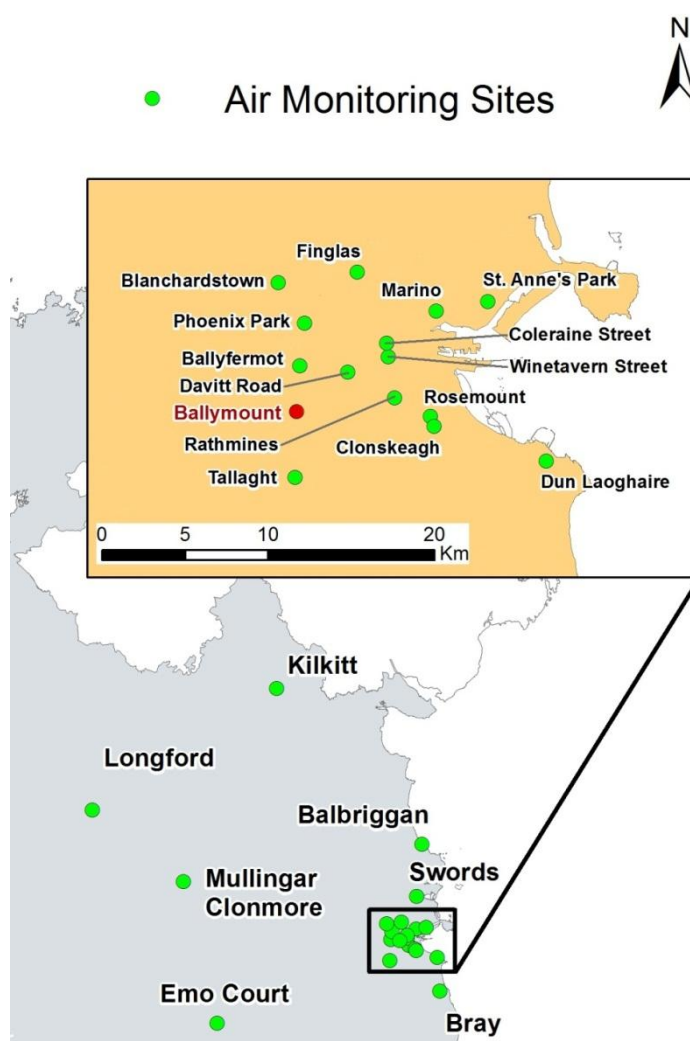 N
Air Monitoring Sites
Finglas
Blanchardstown
Marino
St. Anne's Park
Phoenix Park
Coleraine Street
Ballyfermot
Winetavern Street
Davitt Road
Rosemount
Ballymount
Rathmines
Clonskeagh
Tallaght
Dun Laoghaire
0 5 10 20
Km
Kilkitt
Longford
Balbriggan
Swords
Mullingar
Clonmore
Emo Court
Bray